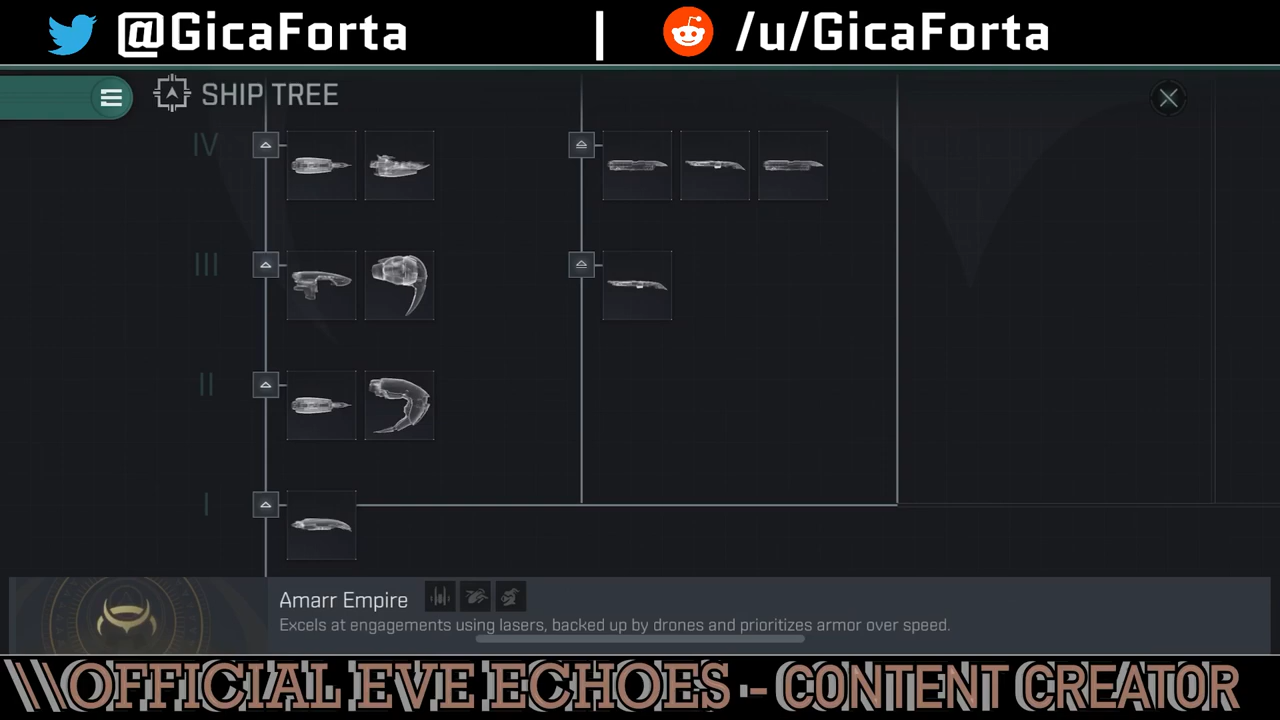 @GicaForta | /u/GicaForta
SHIP TREE
IV
III
II
I
Amarr Empire
Excels at engagements using lasers, backed up by drones and prioritizes armor over speed.
\\OFFICIAL EVE ECHOES :- CONTENT CREATOR